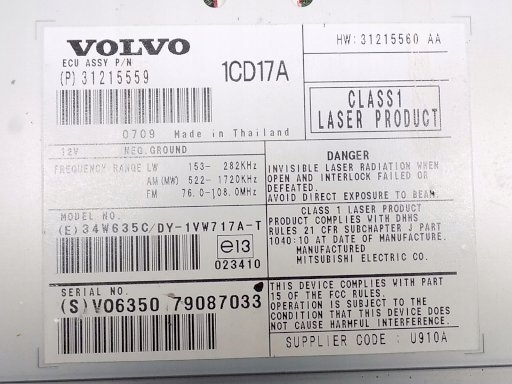 VOLVO
ECU ASSY P/N
(P) 31215559
1CD17A
HW: 31215560 AA
CLASS1
LASER PRODUCT
0709 Made in Thailand
12V NEG.GROUND
FREQUENCY RANGE LW 153- 282KHz
AM(MW) 522-1720KHz
FM 76.0-108.0MHz
DANGER
INVISIBLE LASER RADIATION WHEN
OPEN AND INTERLOCK FAILED OR
DEFEATED.
AVOID DIRECT EXPOSURE TO BEAM.
MODEL NO.
(E)34W635C/DY-1VW717A-T
e13
023410
CLASS 1 LASER PRODUCT
PRODUCT COMPLIES WITH DHHS
RULES 21 CFR SUBCHAPTER J PART
1040:10 AT DATE OF MANUFACTURE.
MANUFACTURED
MITSUBISHI ELECTRIC CO.
SERIAL NO.
(S)V06350 79087033
THIS DEVICE COMPLIES WITH PART
15 OF THE FCC RULES.
OPERATION IS SUBJECT TO THE
CONDITION THAT THIS DEVICE DOES
NOT CAUSE HARMFUL INTERFERENCE.
SUPPLIER CODE : U910A